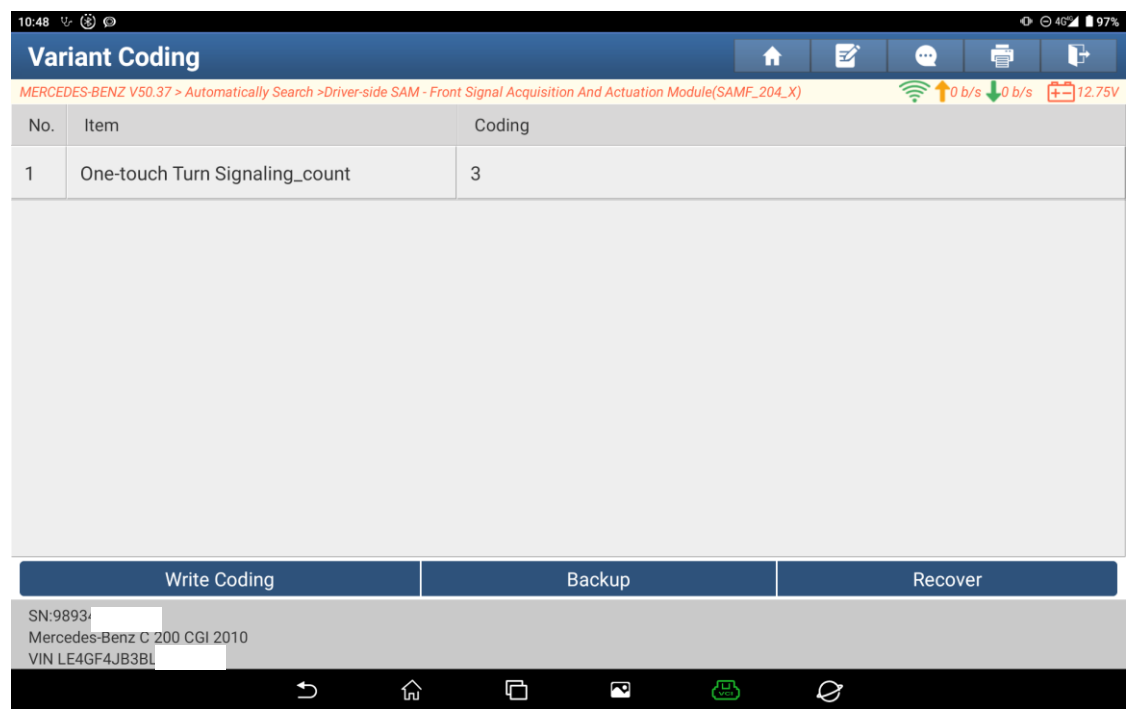 10:48 4G 97%
Variant Coding
MERCEDES-BENZ V50.37 > Automatically Search >Driver-side SAM - Front Signal Acquisition And Actuation Module(SAMF_204_X) 0 b/s 0 b/s 12.75V
No. Item Coding
1 One-touch Turn Signaling_count 3
Write Coding Backup Recover
SN:9893
Mercedes-Benz C 200 CGI 2010
VIN LE4GF4JB3BL
VCI